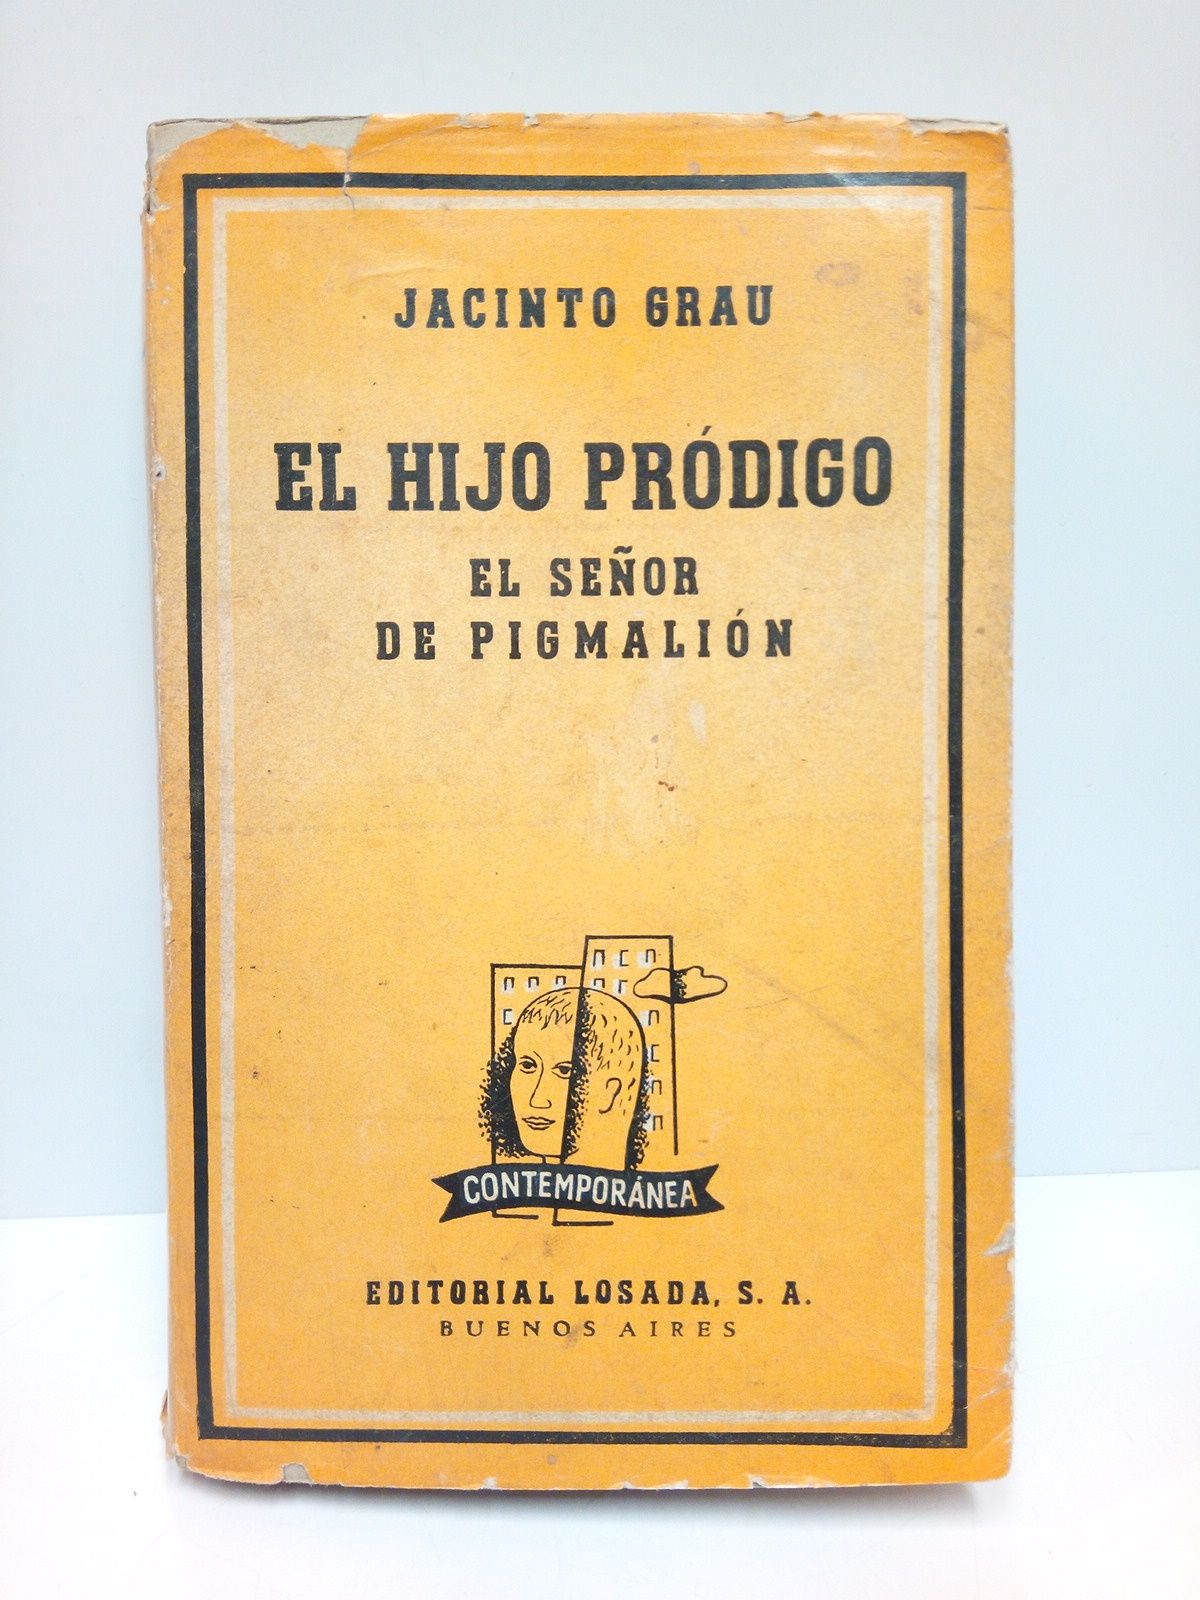 JACINTO GRAU
EL HIJO PRÓDIGO
EL SEÑOR
DE PIGMALIÓN
CONTEMPORÁNEA
EDITORIAL LOSADA, S. A.
BUENOS AIRES